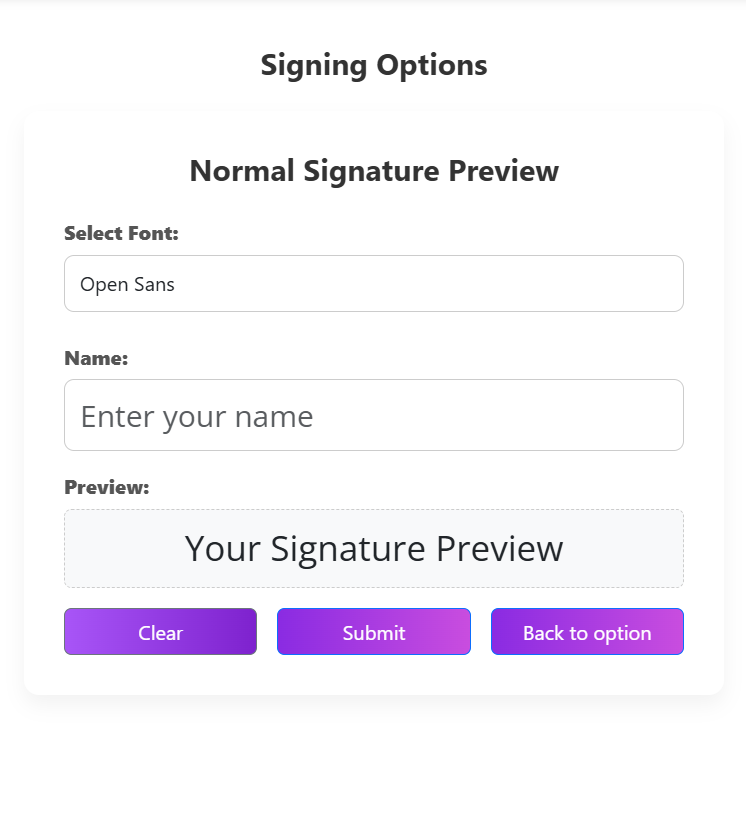 Signing Options
Normal Signature Preview
Select Font:
Open Sans
Name:
Enter your name
Preview:
Your Signature Preview
Clear Submit Back to option